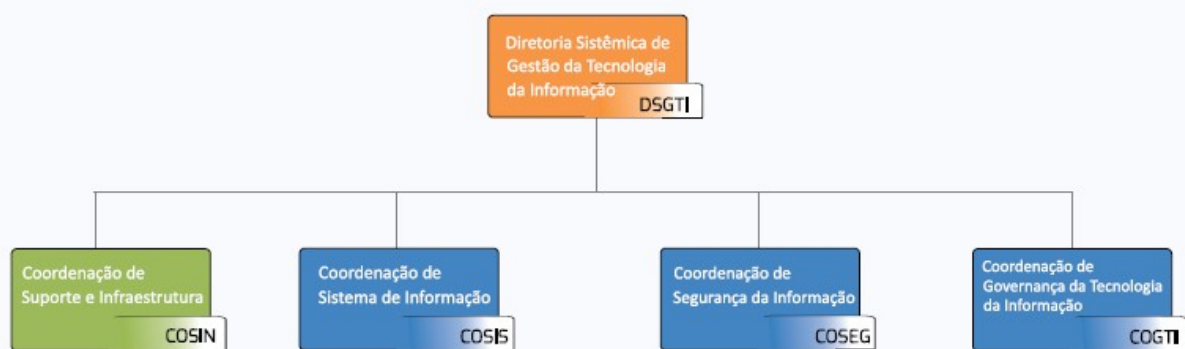 Diretoria Sistêmica de
Gestão da Tecnologia
da Informação
DSGTI
Coordenação de
Suporte e Infraestrutura
COSIN
Coordenação de
Sistema de Informação
COSIS
Coordenação de
Segurança da Informação
COSEG
Coordenação de
Governança da Tecnologia
da Informação
COGTI